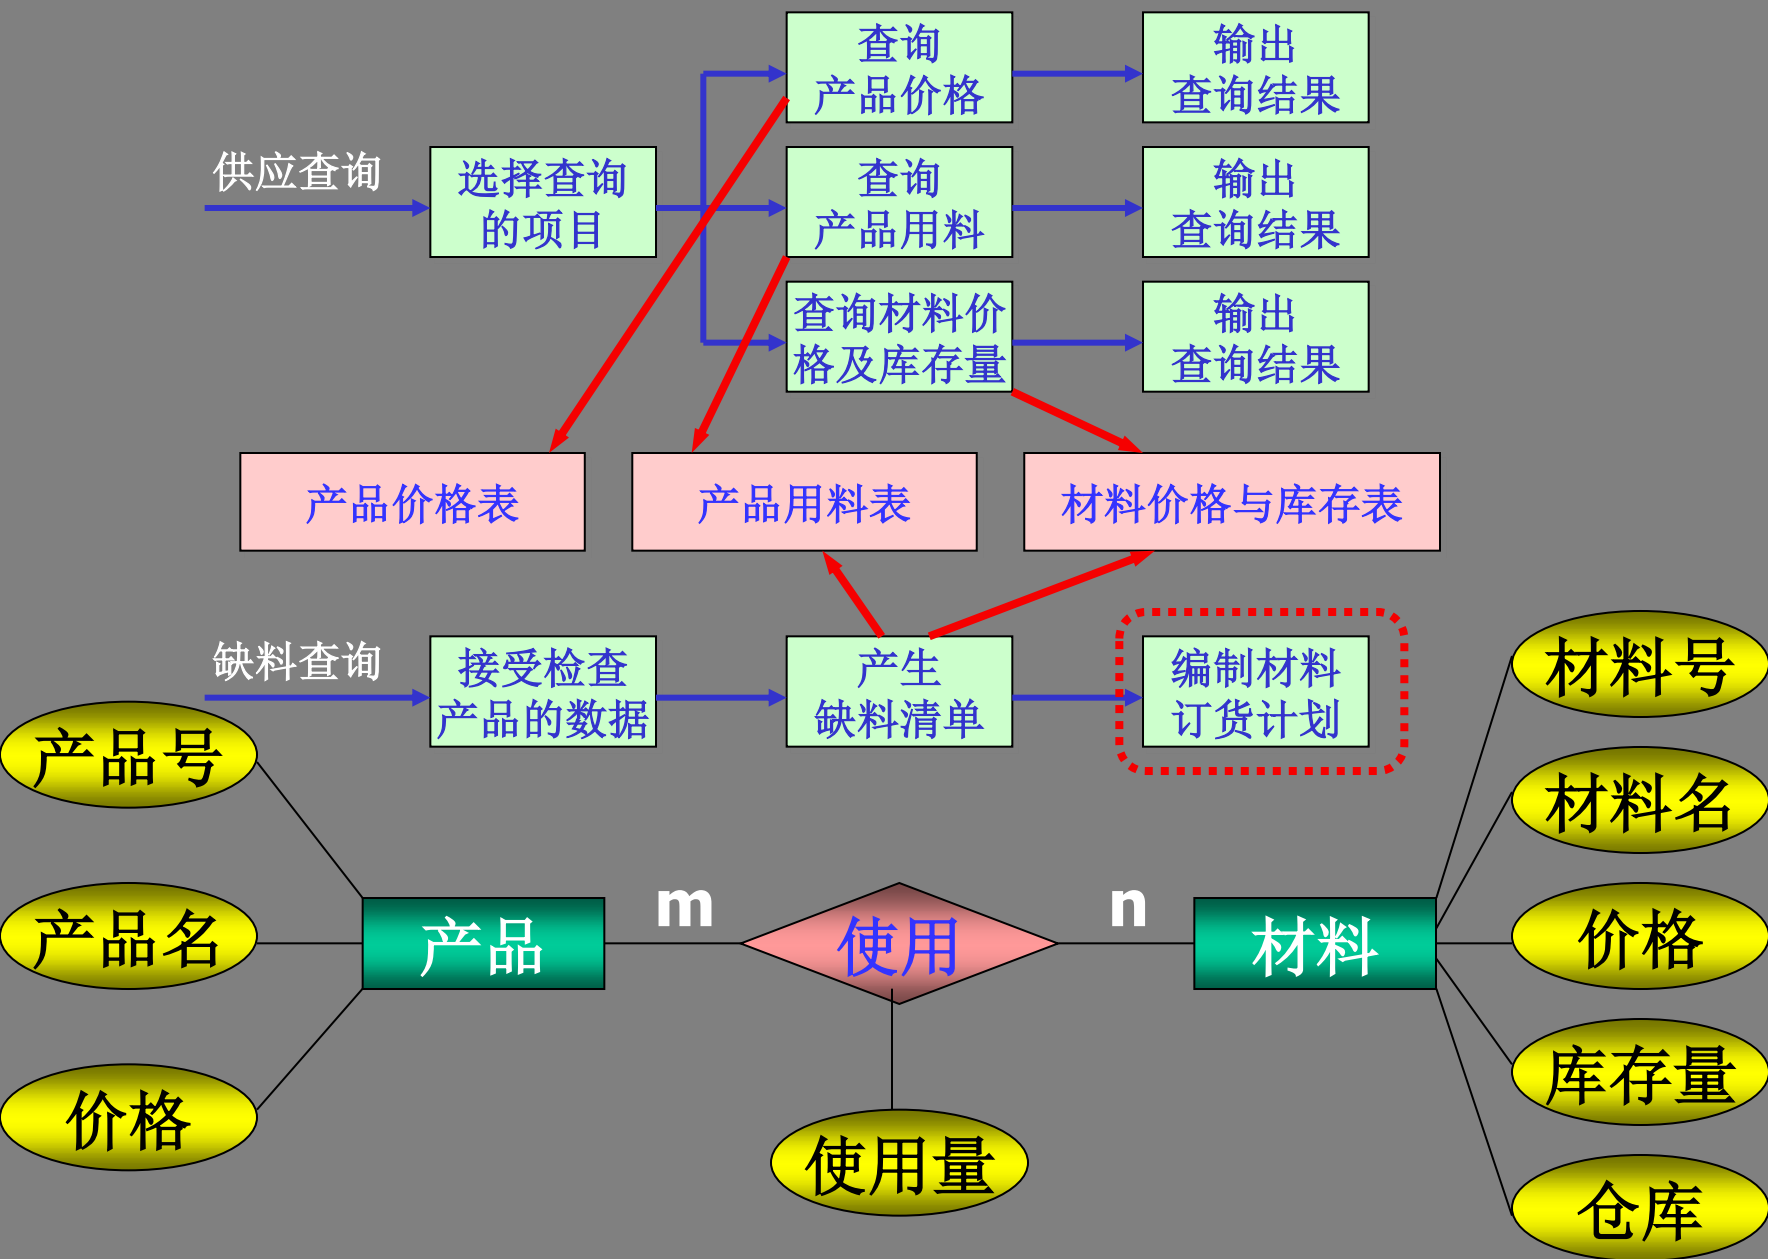 查询
产品价格
输出
查询结果
供应查询
选择查询
的项目
查询
产品用料
输出
查询结果
查询材料价
格及库存量
输出
查询结果
产品价格表
产品用料表
材料价格与库存表
缺料查询
接受检查
产品的数据
产生
缺料清单
编制材料
订货计划
产品号
产品名
价格
产品
m
使用
n
材料
使用量
材料号
材料名
价格
库存量
仓库